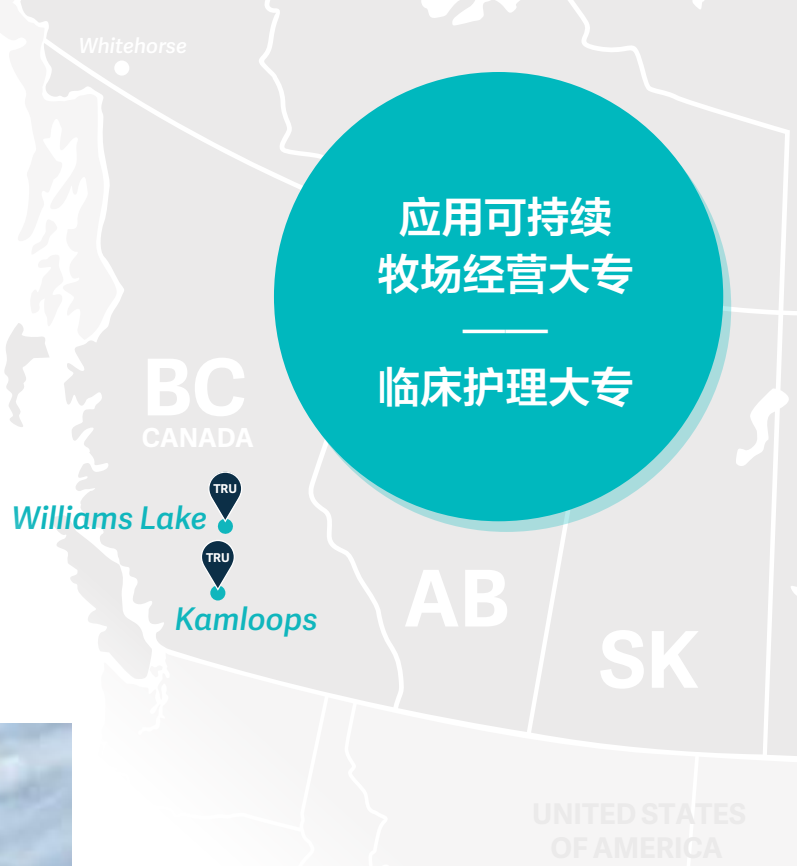 Whitehorse
应用可持续
牧场经营大专
——
临床护理大专
BC
CANADA
TRU
Williams Lake
TRU
Kamloops
AB
SK
UNITED STATES
OF AMERICA